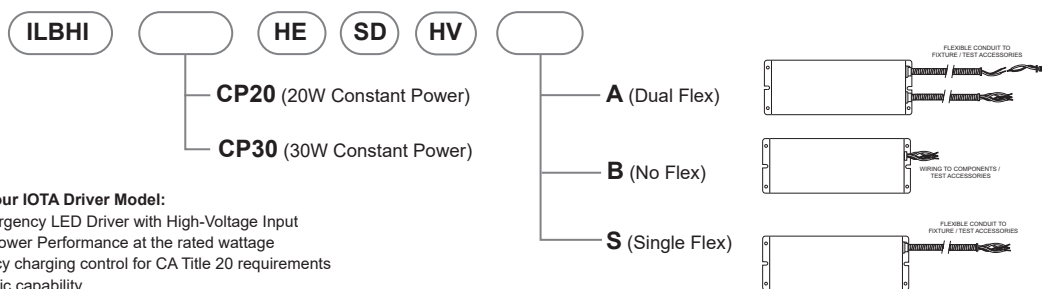 ILBHI HE SD HV
CP20 (20W Constant Power)
CP30 (30W Constant Power)
A (Dual Flex)
B (No Flex)
S (Single Flex)
FLEXIBLE CONDUIT TO
FIXTURE / TEST ACCESSORIES
WIRING TO COMPONENTS /
TEST ACCESSORIES
FLEXIBLE CONDUIT TO
FIXTURE / TEST ACCESSORIES
our IOTA Driver Model:
ergency LED Driver with High-Voltage Input
ower Performance at the rated wattage
cy charging control for CA Title 20 requirements
ic capability